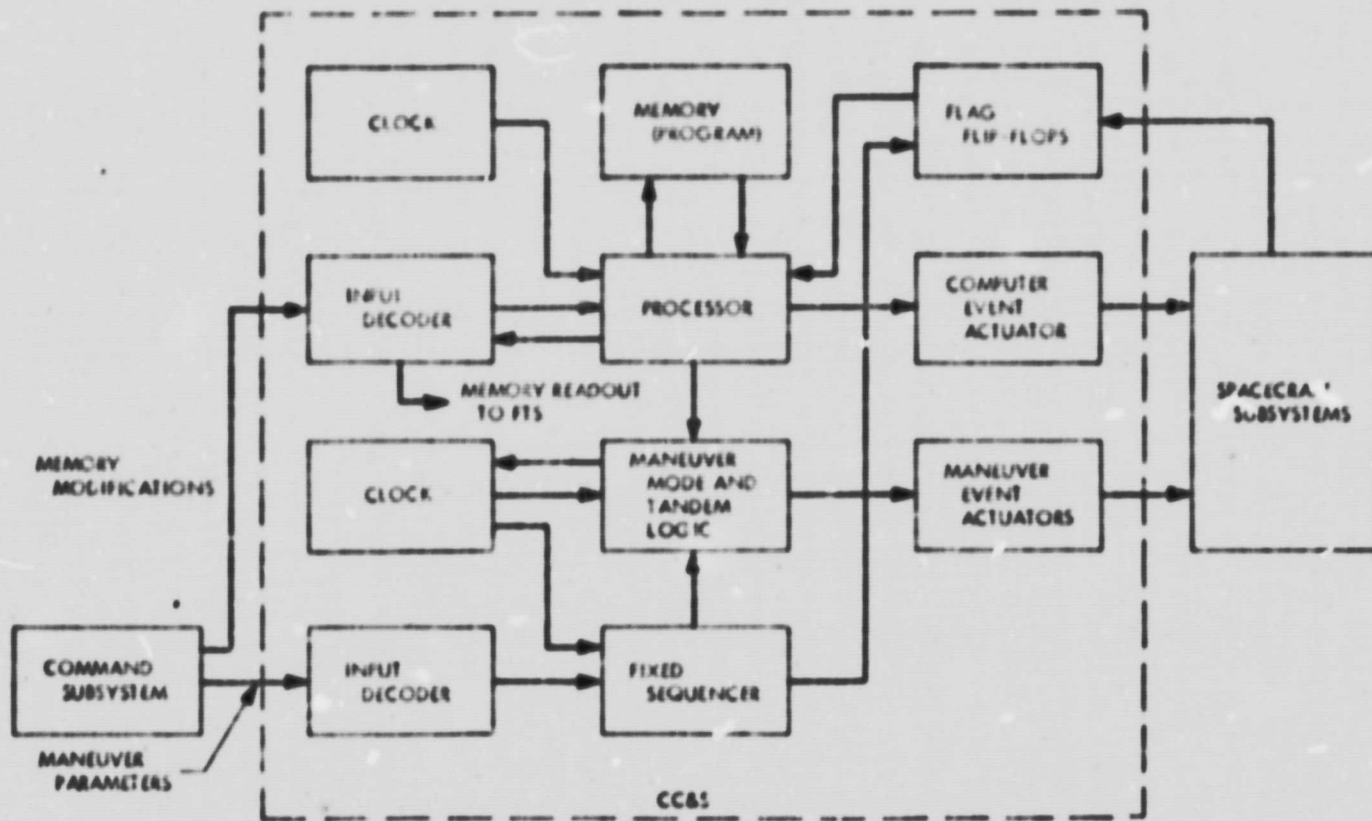 CLOCK
MEMORY
(PROGRAM)
FLAG
FLIP-FLOPS
INPUT
DECODER
PROCESSOR
COMPUTER
EVENT
ACTUATOR
MEMORY READOUT
TO FTS
SUBSYSTEMS
MEMORY
MODIFICATIONS
CLOCK
MANEUVER
MODE AND
TANDEM
LOGIC
MANEUVER
EVENT
ACTUATORS
COMMAND
SUBSYSTEM
INPUT
DECODER
FIXED
SEQUENCER
MANEUVER
PARAMETERS
CC&S